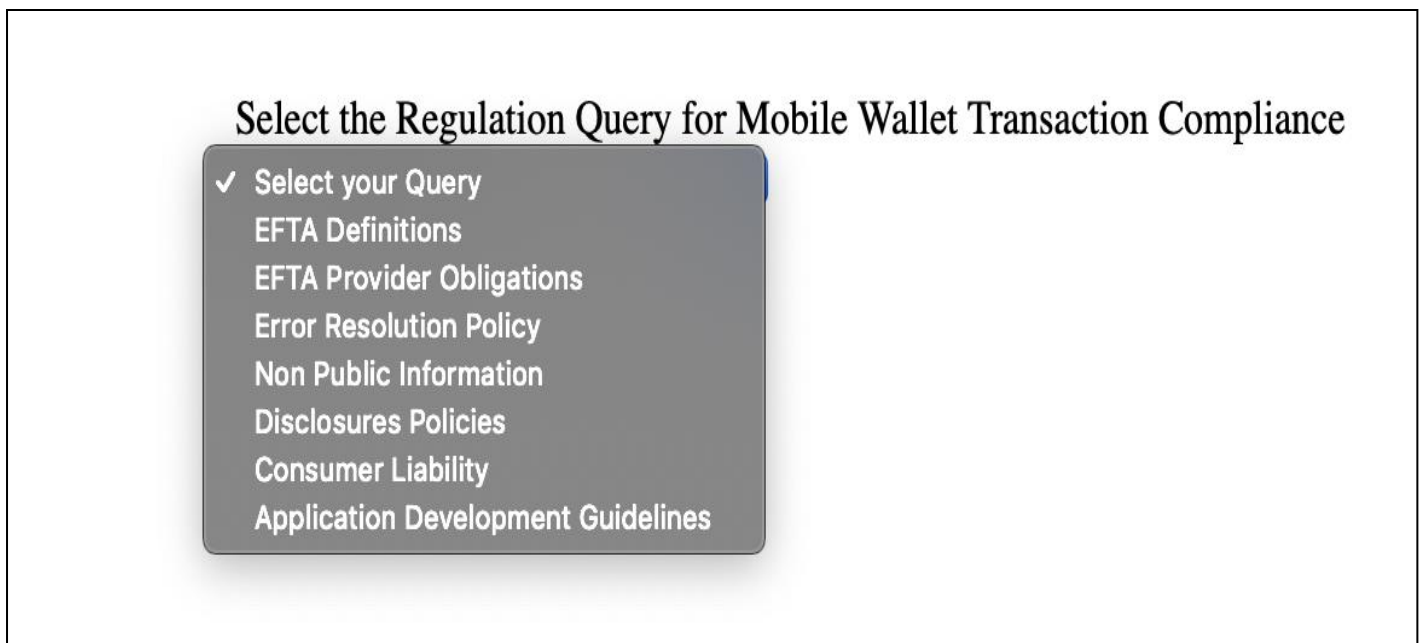 Select the Regulation Query for Mobile Wallet Transaction Compliance
✓ Select your Query
EFTA Definitions
EFTA Provider Obligations
Error Resolution Policy
Non Public Information
Disclosures Policies
Consumer Liability
Application Development Guidelines